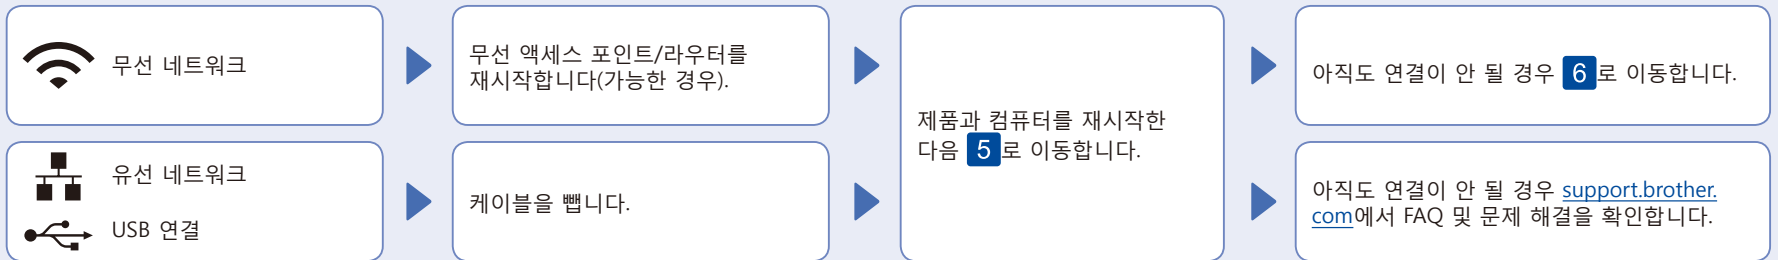 무선 네트워크
무선 액세스 포인트/라우터를
재시작합니다(가능한 경우).
제품과 컴퓨터를 재시작한
다음 5로 이동합니다.
아직도 연결이 안 될 경우 6로 이동합니다.
유선 네트워크
USB 연결
케이블을 뺍니다.
아직도 연결이 안 될 경우 support.brother.
com에서 FAQ 및 문제 해결을 확인합니다.